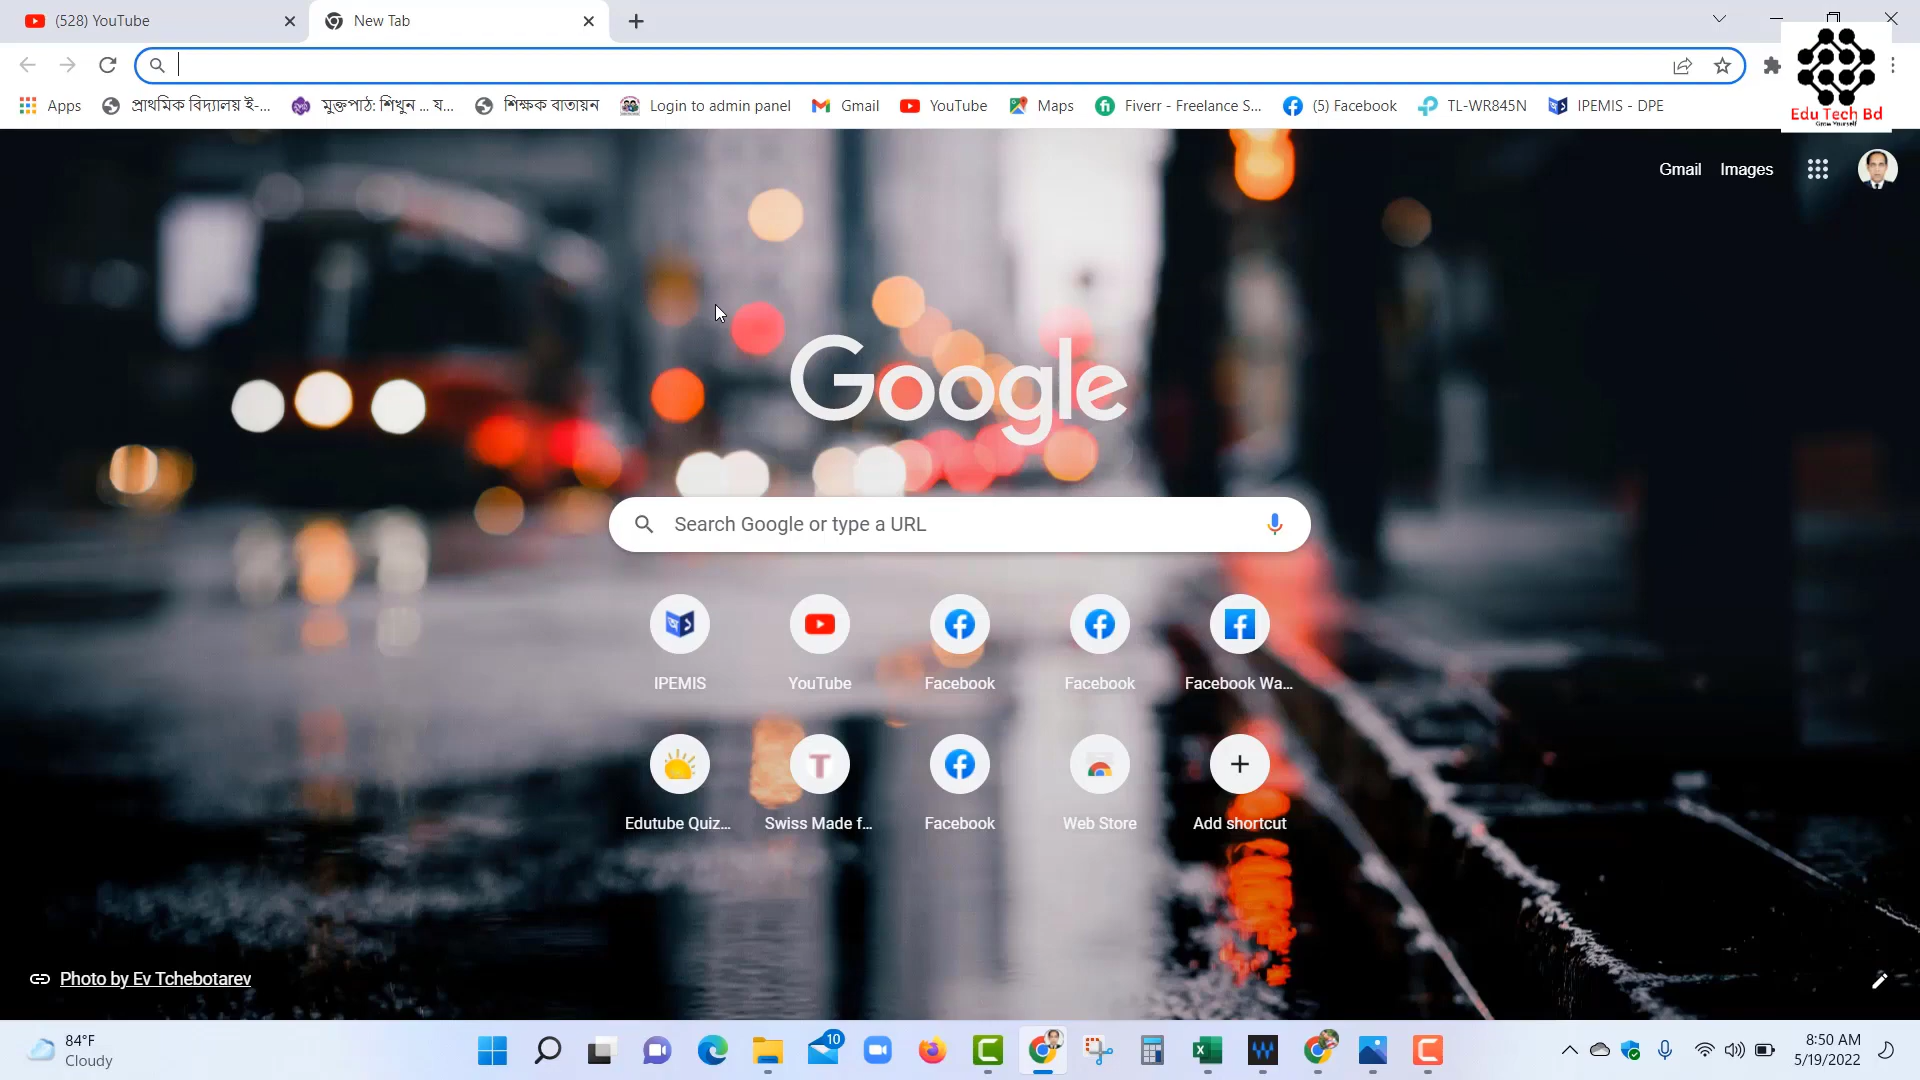 (528) YouTube
New Tab
Apps
প্রাথমিক বিদ্যালয় ই-...
মুক্তপাঠ: শিখুন ... য...
শিক্ষক বাতায়ন
Login to admin panel
Gmail
YouTube
Maps
Fiverr - Freelance S...
(5) Facebook
TL-WR845N
IPEMIS - DPE
Edu Tech Bd
Grow Yourself
Gmail
Images
Google
Search Google or type a URL
IPEMIS
YouTube
Facebook
Facebook
Facebook Wa...
Edutube Quiz...
Swiss Made f...
Facebook
Web Store
Add shortcut
Photo by Ev Tchebotarev
84°F
Cloudy
10
8:50 AM
5/19/2022